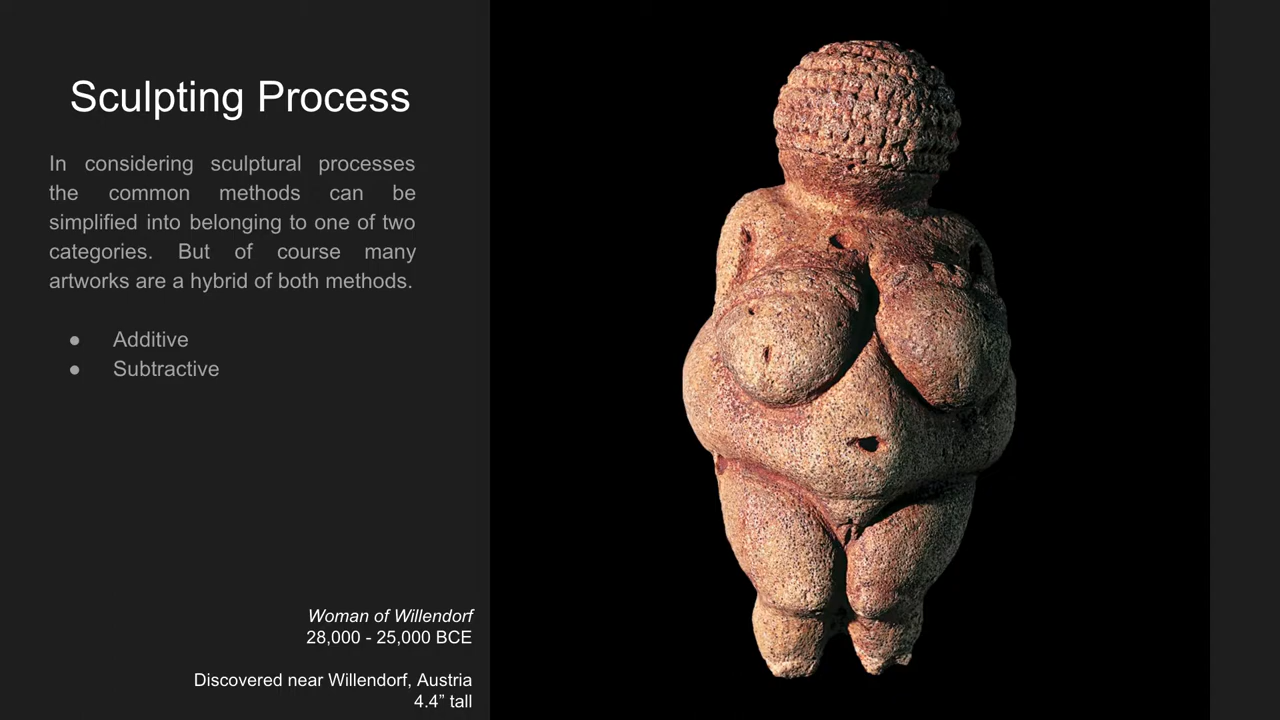 Sculpting Process
In considering sculptural processes
the common methods can be
simplified into belonging to one of two
categories. But of course many
artworks are a hybrid of both methods.
● Additive
● Subtractive
Woman of Willendorf
28,000 - 25,000 BCE
Discovered near Willendorf, Austria
4.4” tall